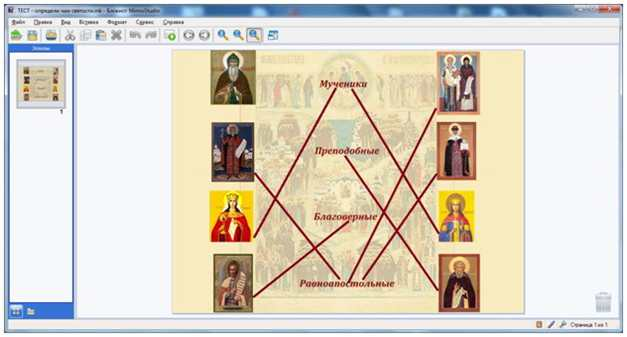 ТЕСТ - определи чин святости.mb - Блокнот MimioStudio
Файл Правка Вид Вставка Формат Сервис Справка
Эскизы
1
Мученики
Преподобные
Благоверные
Равноапостольные
Страница 1 из 1